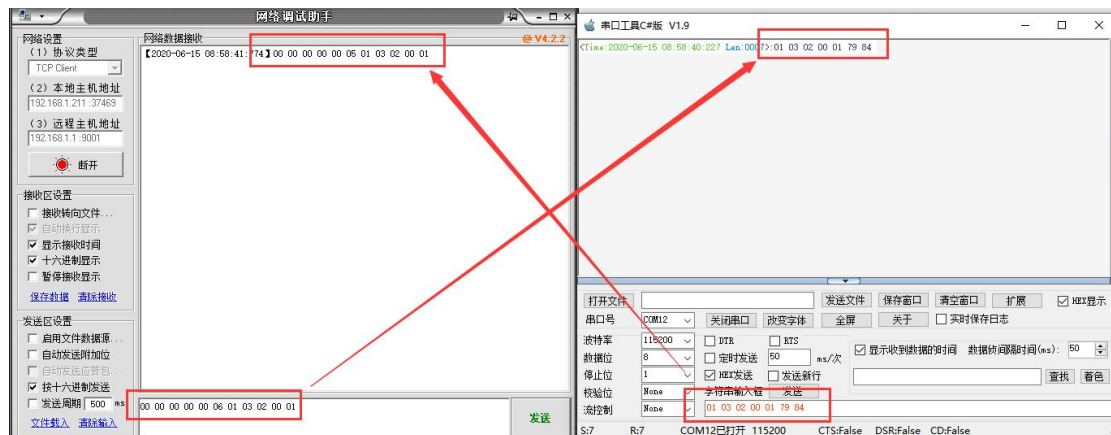 网络调试助手
网络设置
(1) 协议类型
TCP Client
(2) 本地主机地址
192.168.1.211 :37469
(3) 远程主机地址
192.168.1.1 :9001
断开
接收区设置
接收转向文件...
自动换行显示
显示接收时间
十六进制显示
暂停接收显示
保存数据 清除接收
发送区设置
启用文件数据源...
自动发送附加位
自动发送应答包...
按十六进制发送
发送周期 500 ms
文件载入 清除输入
网络数据接收
@ V4.2.2
【2020-06-15 08:58:41:774】00 00 00 00 00 05 01 03 02 00 01
00 00 00 00 00 06 01 03 02 00 01
发送
串口工具C#版 V1.9
<Time:2020-06-15 08:58:40:227 Len:0007>:01 03 02 00 01 79 84
打开文件 发送文件 保存窗口 清空窗口 扩展 HEX显示
串口号 COM12 关闭串口 改变字体 全屏 关于 实时保存日志
波特率 115200 DTR RTS
显示收到数据的时间 数据帧间隔时间(ms): 50
数据位 8 定时发送 50 ms/次
停止位 1 HEX发送 发送新行 查找 着色
校验位 None 字符串输入框 发送
流控制 None 01 03 02 00 01 79 84
S:7 R:7 COM12已打开 115200 CTS:False DSR:False CD:False